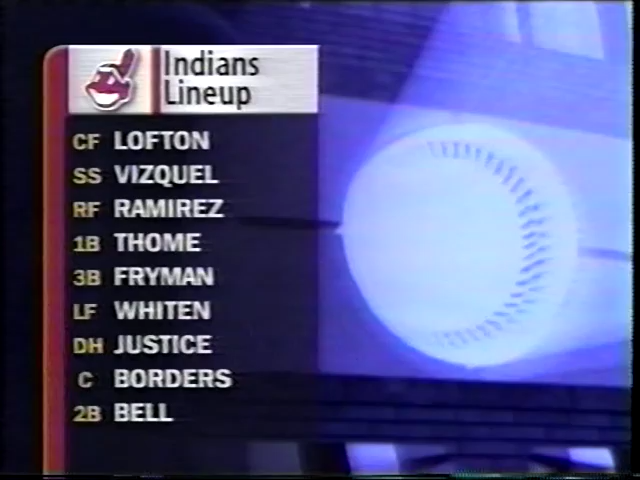 Indians
Lineup
CF LOFTON
SS VIZQUEL
RF RAMIREZ
1B THOME
3B FRYMAN
LF WHITEN
DH JUSTICE
C BORDERS
2B BELL